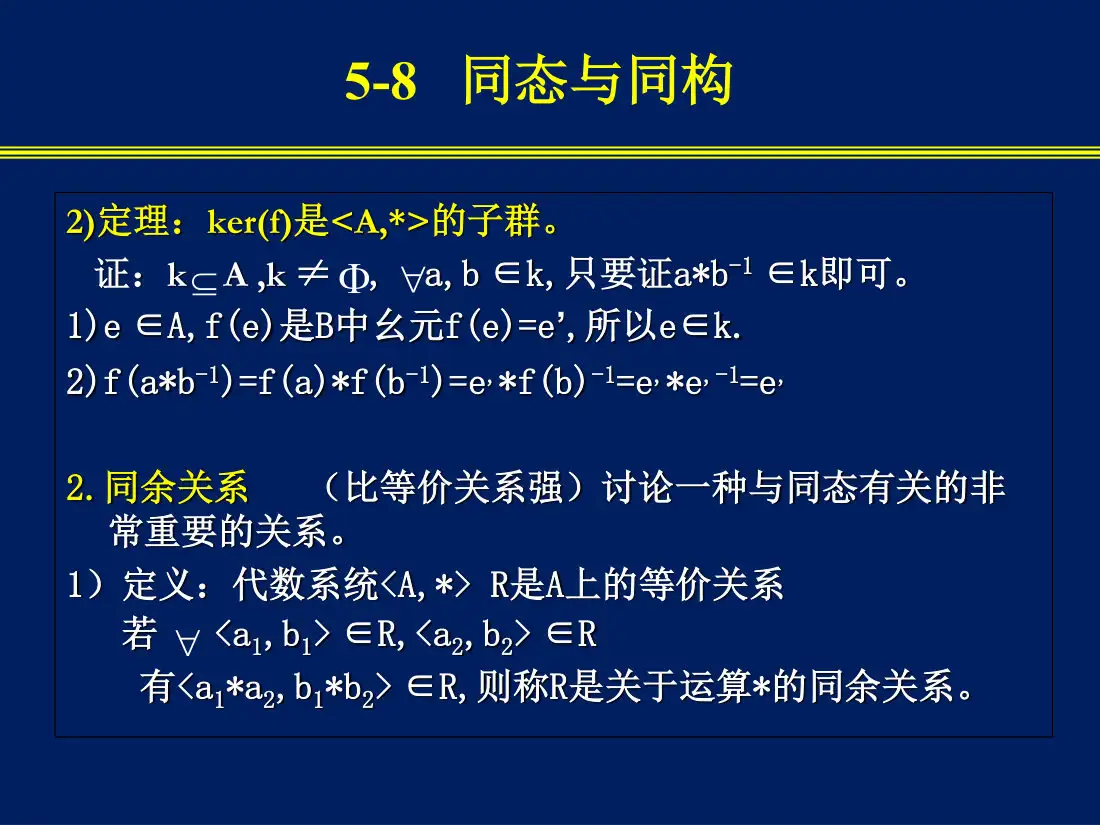 5-8 同态与同构
2)定理：ker(f)是<A,*>的子群。
证：k⊆A ,k ≠ Φ, ∀a,b ∈k,只要证a*b⁻¹ ∈k即可。
1)e ∈A,f(e)是B中幺元f(e)=e’,所以e∈k.
2)f(a*b⁻¹)=f(a)*f(b⁻¹)=e,*f(b)⁻¹=e,*e,⁻¹=e,
2.同余关系 （比等价关系强）讨论一种与同态有关的非
常重要的关系。
1）定义：代数系统<A,*> R是A上的等价关系
若 ∀ <a₁,b₁> ∈R,<a₂,b₂> ∈R
有<a₁*a₂,b₁*b₂> ∈R,则称R是关于运算*的同余关系。